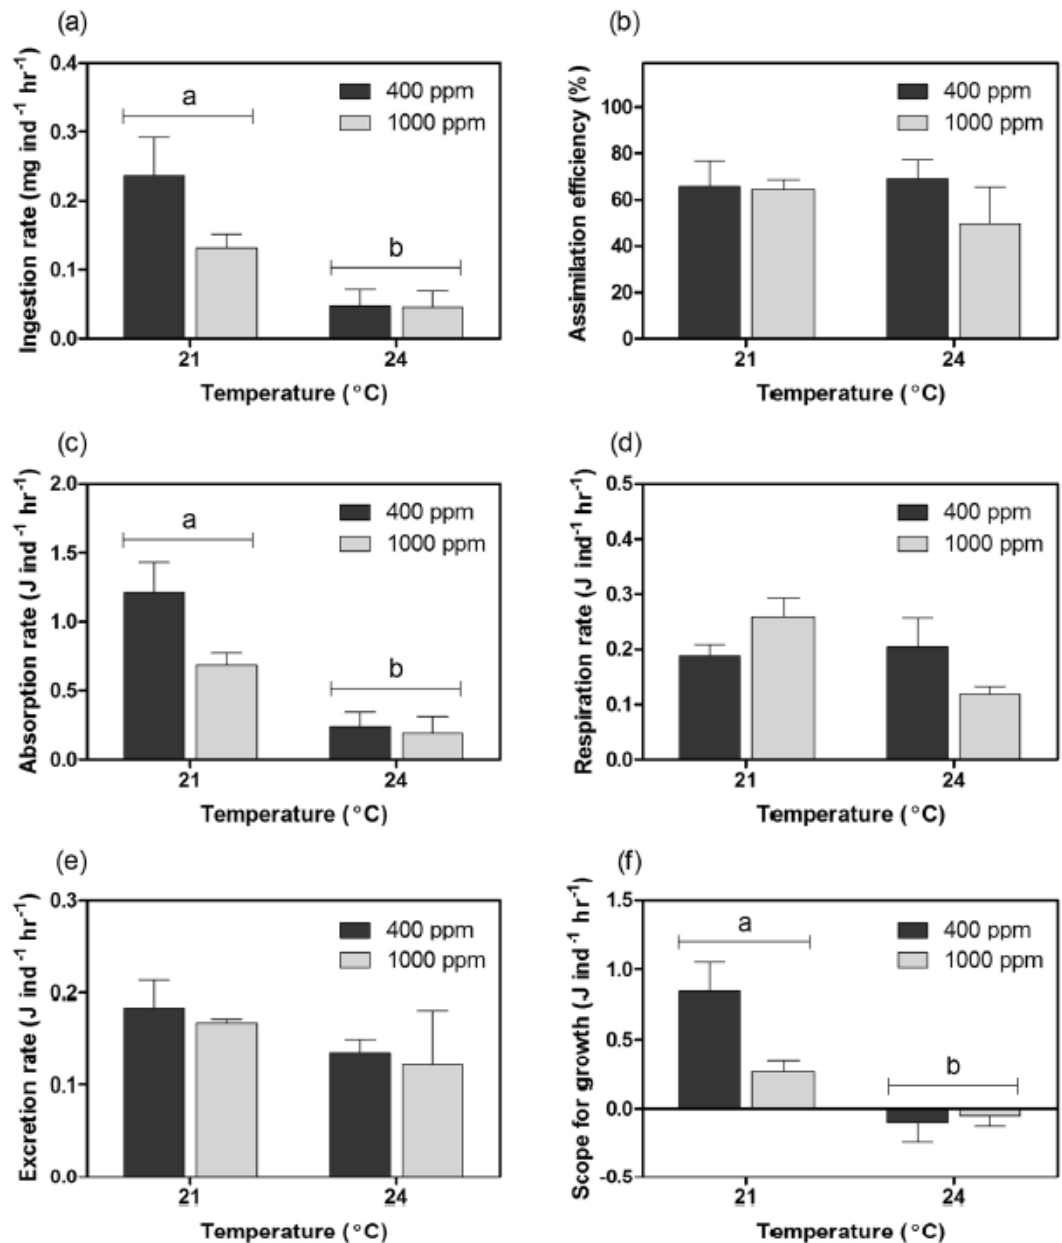 (a)
Ingestion rate (mg ind⁻¹ hr⁻¹)
0.4
0.3
0.2
0.1
0.0
a
b
400 ppm
1000 ppm
21
24
Temperature (°C)
(b)
Assimilation efficiency (%)
100
80
60
40
20
0
400 ppm
1000 ppm
21
24
Temperature (°C)
(c)
Absorption rate (J ind⁻¹ hr⁻¹)
2.0
1.5
1.0
0.5
0.0
a
b
400 ppm
1000 ppm
21
24
Temperature (°C)
(d)
Respiration rate (J ind⁻¹ hr⁻¹)
0.5
0.4
0.3
0.2
0.1
0.0
400 ppm
1000 ppm
21
24
Temperature (°C)
(e)
Excretion rate (J ind⁻¹ hr⁻¹)
0.3
0.2
0.1
0.0
400 ppm
1000 ppm
21
24
Temperature (°C)
(f)
Scope for growth (J ind⁻¹ hr⁻¹)
1.5
1.0
0.5
0.0
-0.5
a
b
400 ppm
1000 ppm
21
24
Temperature (°C)